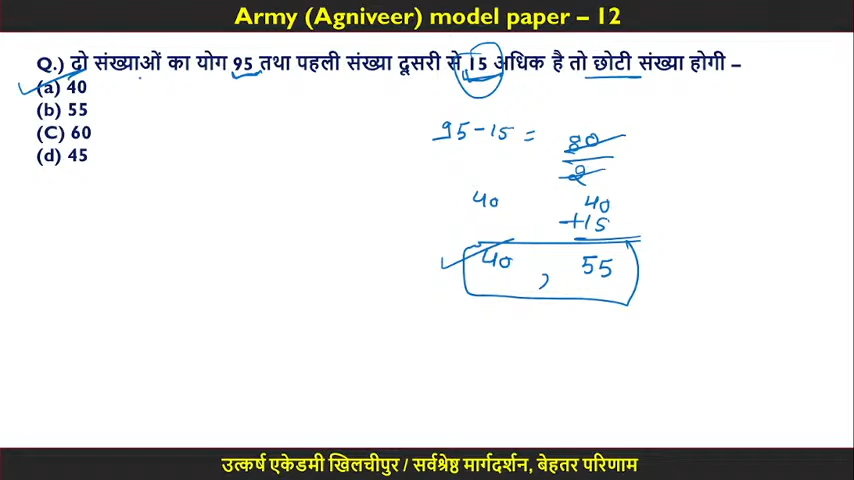 Army (Agniveer) model paper – 12
Q.) दो संख्याओं का योग 95 तथा पहली संख्या दूसरी से 15 अधिक है तो छोटी संख्या होगी –
(a) 40
(b) 55
(C) 60
(d) 45
95-15 = 80
2
40 40
+15
40 , 55
उत्कर्ष एकेडमी खिलचीपुर / सर्वश्रेष्ठ मार्गदर्शन, बेहतर परिणाम